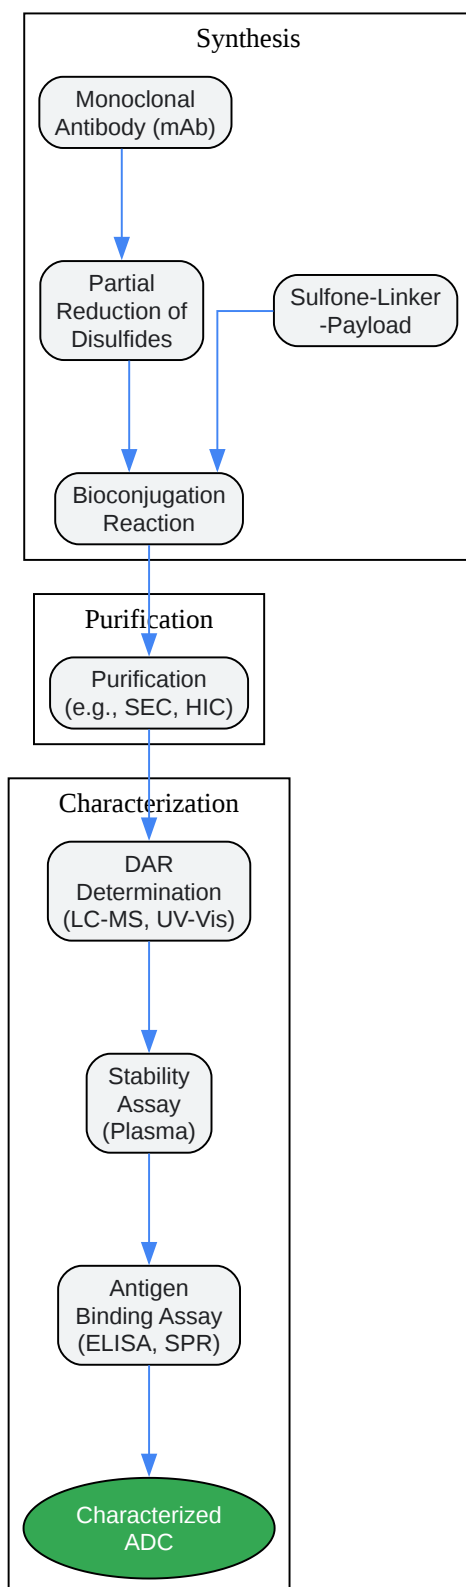 Synthesis
Monoclonal
Antibody (mAb)
Partial
Reduction of
Disulfides
Sulfone-Linker
-Payload
Bioconjugation
Reaction
Purification
Purification
(e.g., SEC, HIC)
Characterization
DAR
Determination
(LC-MS, UV-Vis)
Stability
Assay
(Plasma)
Antigen
Binding Assay
(ELISA, SPR)
Characterized
ADC